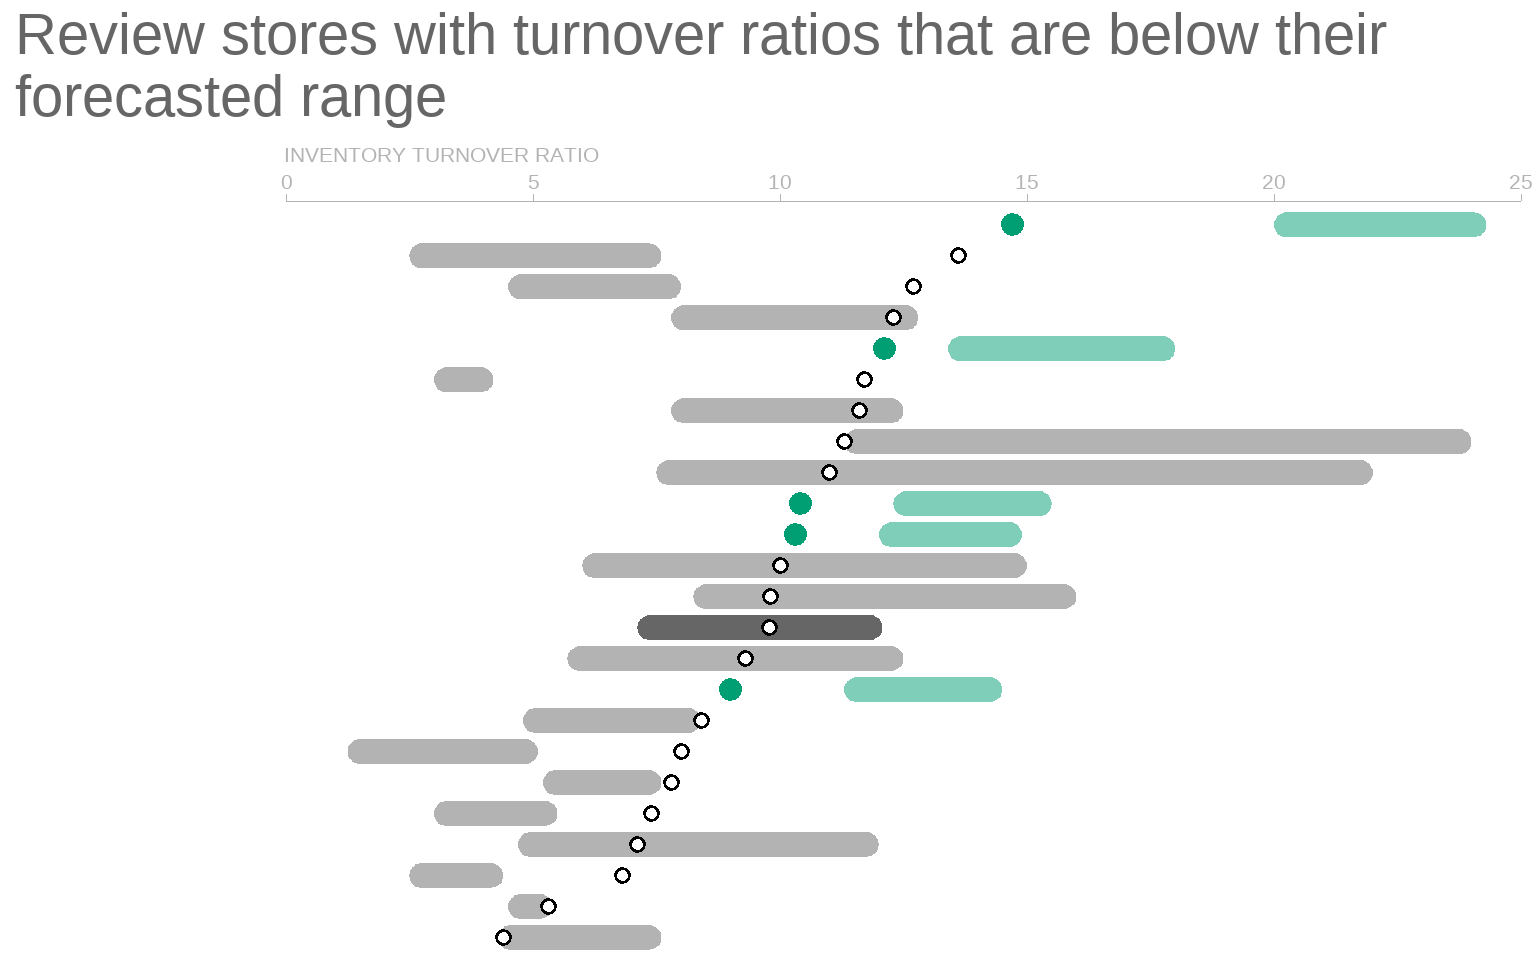 Review stores with turnover ratios that are below their
forecasted range
INVENTORY TURNOVER RATIO
0 5 10 15 20 25